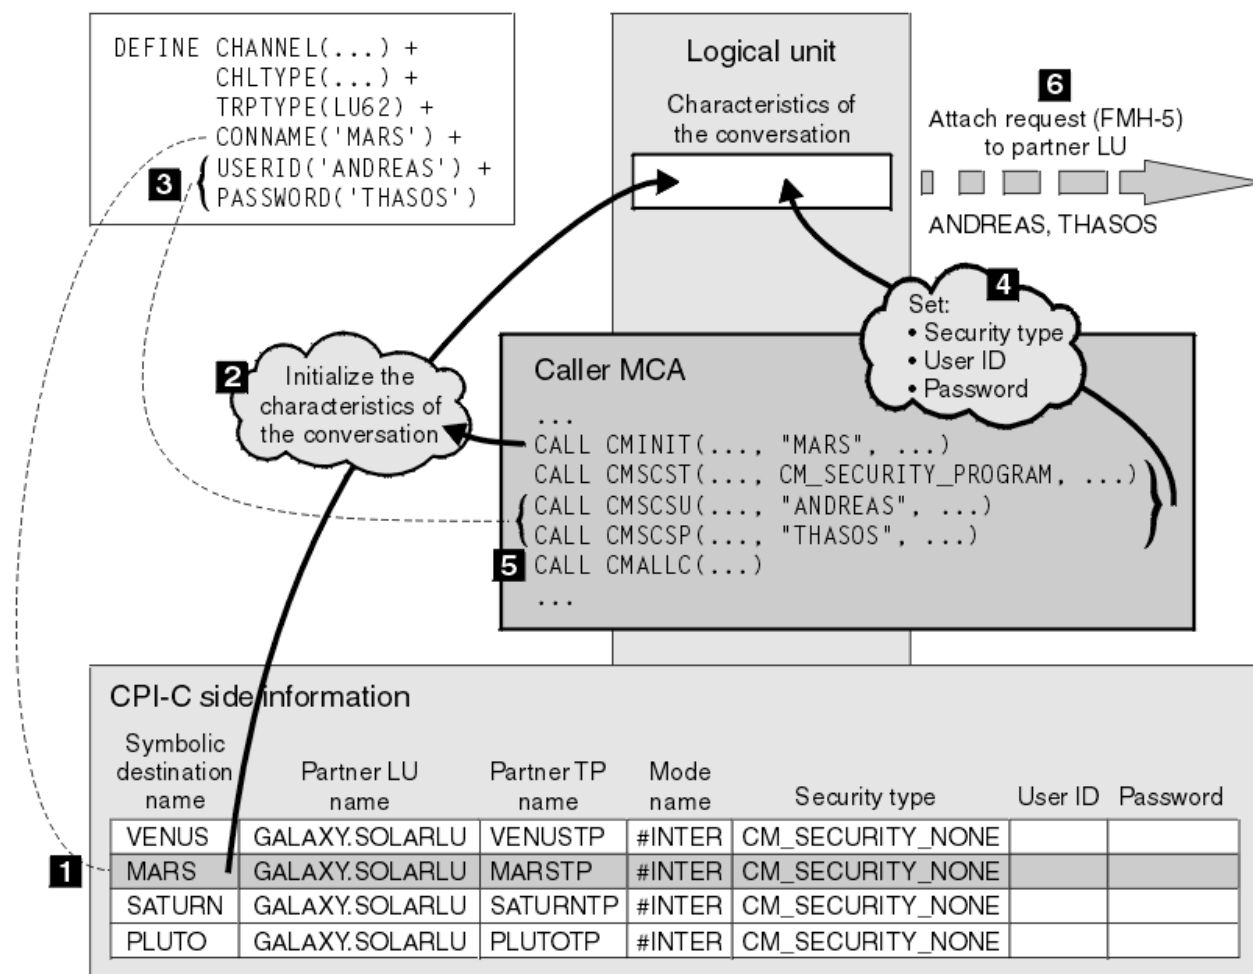 DEFINE CHANNEL(...) +
CHLTYPE(...) +
TRPTYPE(LU62) +
CONNAME('MARS') +
3
USERID('ANDREAS') +
PASSWORD('THASOS')
Logical unit
Characteristics of
the conversation
6
Attach request (FMH-5)
to partner LU
ANDREAS, THASOS
4
Set:
• Security type
• User ID
• Password
2
Initialize the
characteristics of
the conversation
Caller MCA
...
CALL CMINIT(..., "MARS", ...)
CALL CMSCST(..., CM_SECURITY_PROGRAM, ...)
CALL CMSCSU(..., "ANDREAS", ...)
CALL CMSCSP(..., "THASOS", ...)
5 CALL CMALLC(...)
...
CPI-C side information
Symbolic
destination
name
Partner LU
name
Partner TP
name
Mode
name
Security type
User ID
Password
VENUS GALAXY.SOLARLU VENUSTP #INTER CM_SECURITY_NONE
1 MARS GALAXY.SOLARLU MARSTP #INTER CM_SECURITY_NONE
SATURN GALAXY.SOLARLU SATURNTP #INTER CM_SECURITY_NONE
PLUTO GALAXY.SOLARLU PLUTOTP #INTER CM_SECURITY_NONE